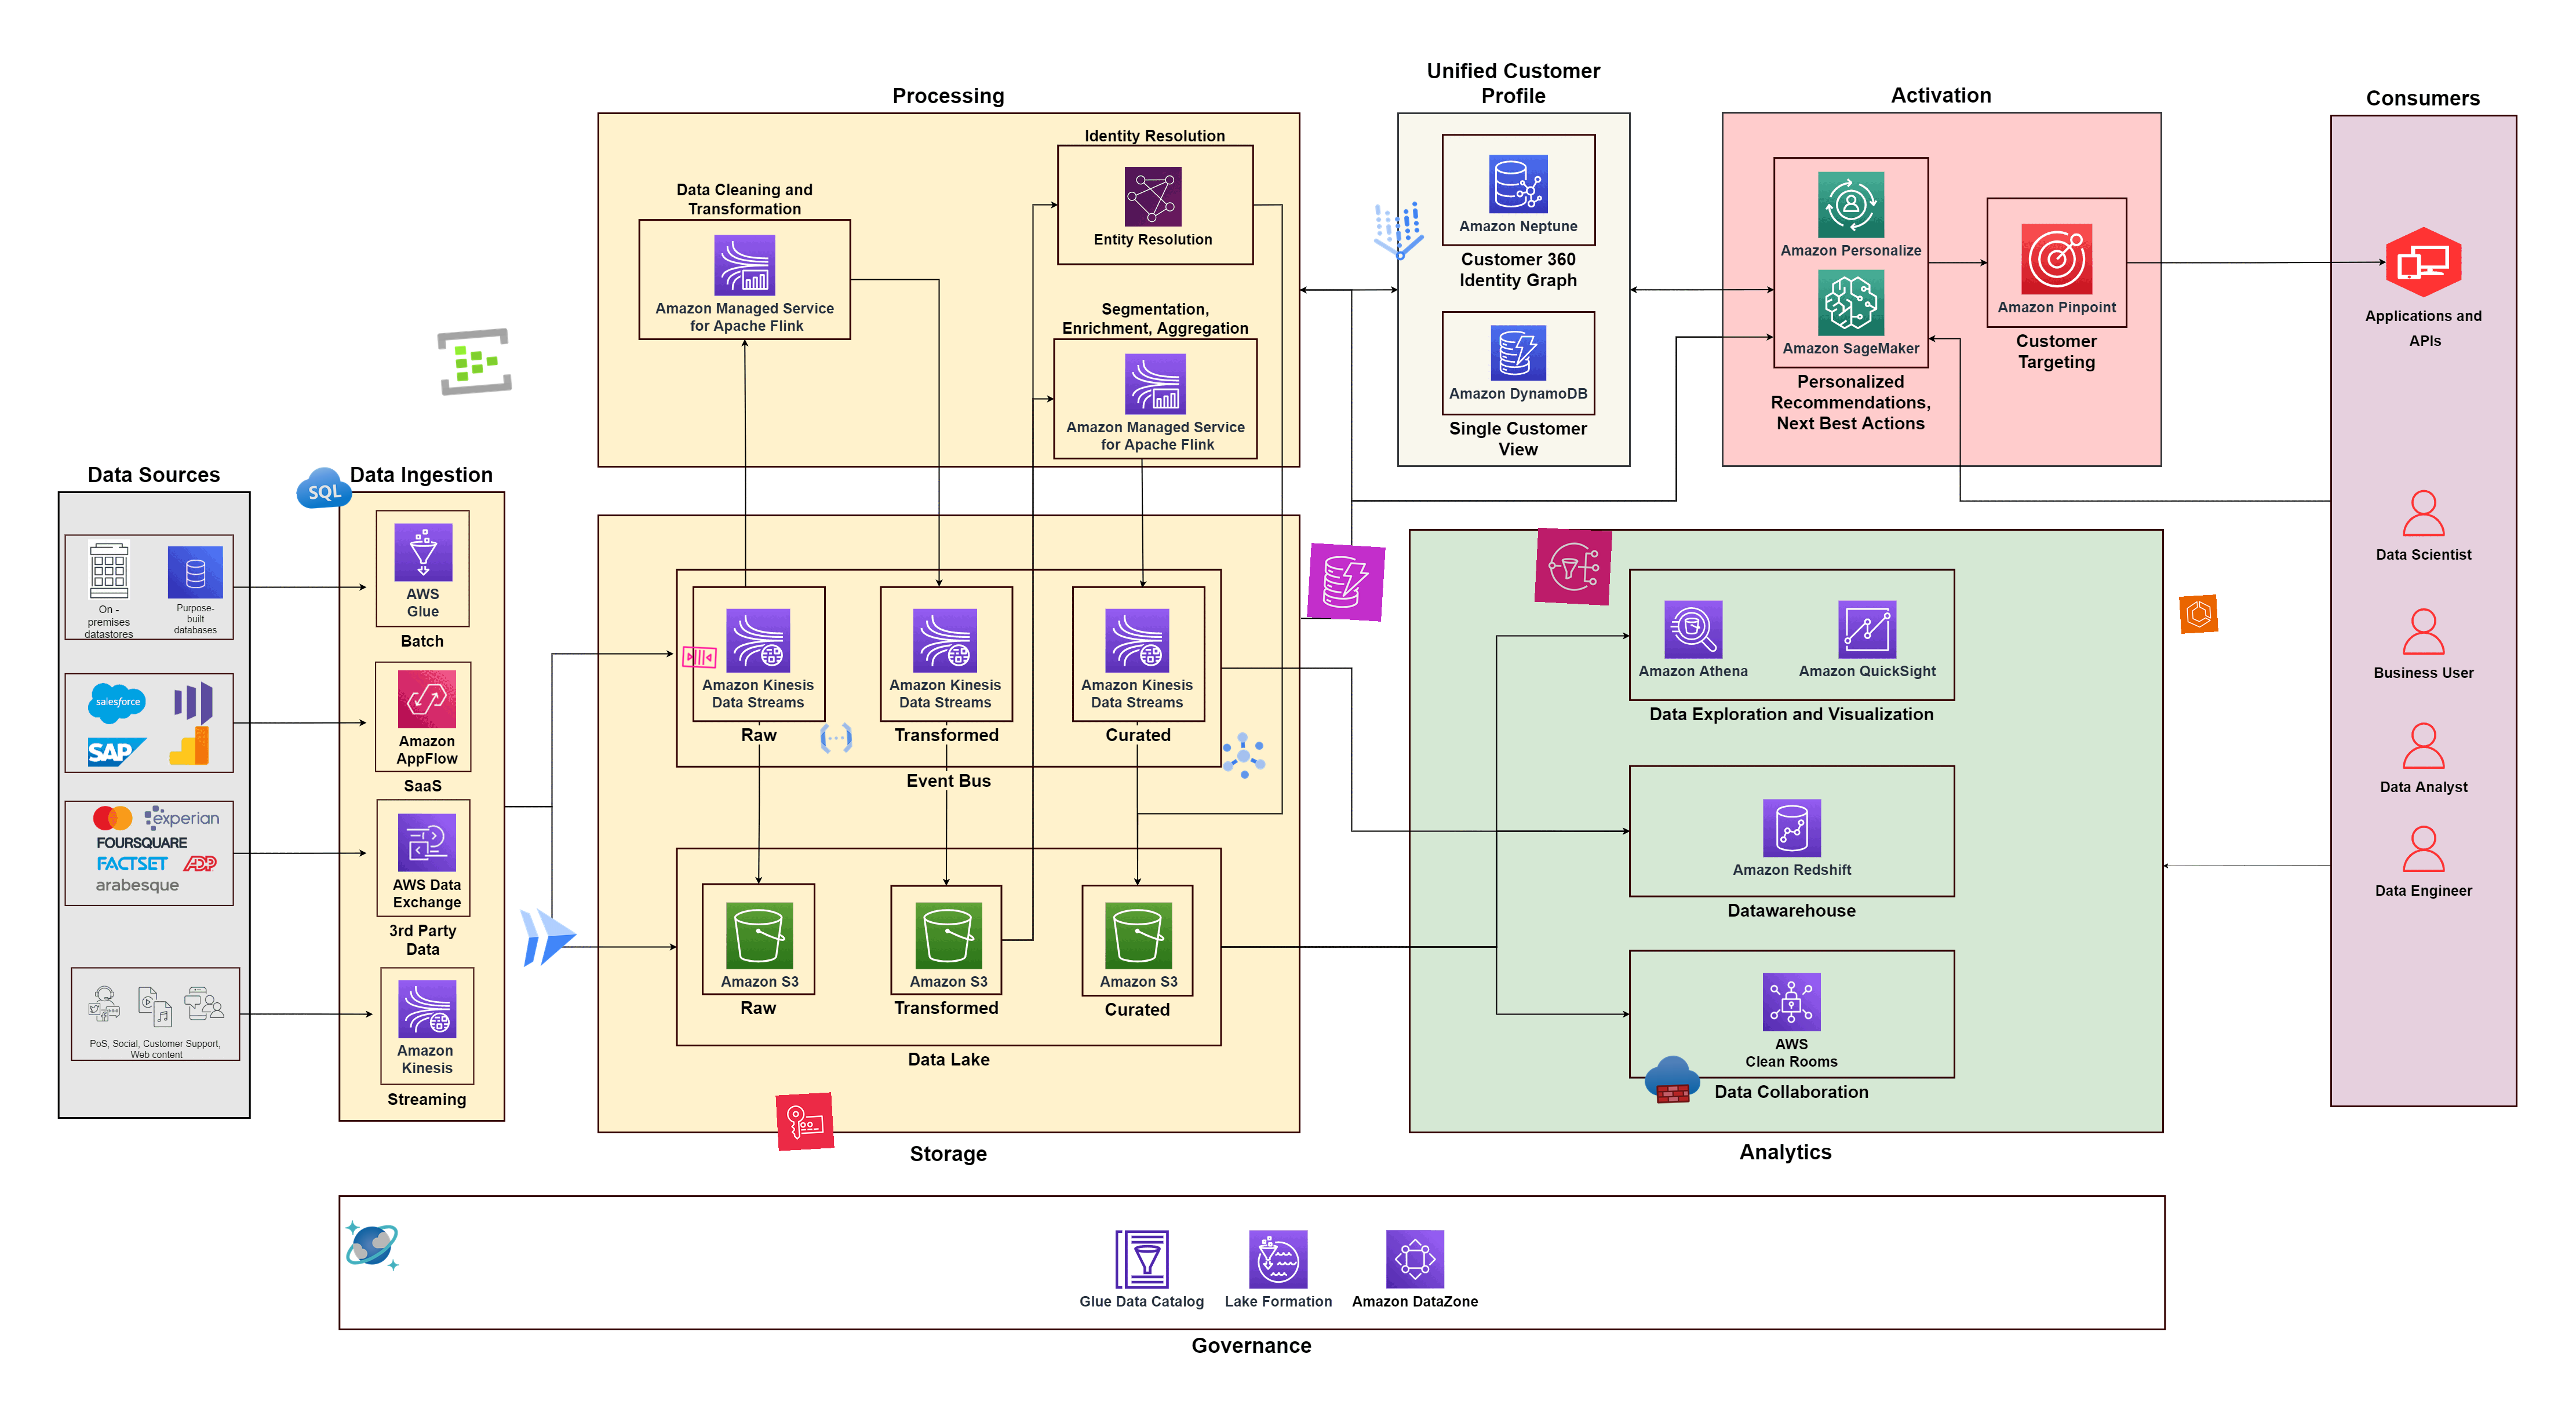 Data Sources
On -
premises
datastores
Purpose-
built
databases
salesforce
SAP
experian
FOURSQUARE
FACTSET
ADP
arabesque
PoS, Social, Customer Support,
Web content
SQL
Data Ingestion
AWS
Glue
Batch
Amazon
AppFlow
SaaS
AWS Data
Exchange
3rd Party
Data
Amazon
Kinesis
Streaming
Processing
Data Cleaning and
Transformation
Amazon Managed Service
for Apache Flink
Identity Resolution
Entity Resolution
Segmentation,
Enrichment, Aggregation
Amazon Managed Service
for Apache Flink
Amazon Kinesis
Data Streams
Raw
Amazon Kinesis
Data Streams
Transformed
Amazon Kinesis
Data Streams
Curated
Event Bus
Amazon S3
Raw
Amazon S3
Transformed
Amazon S3
Curated
Data Lake
Storage
Unified Customer
Profile
Amazon Neptune
Customer 360
Identity Graph
Amazon DynamoDB
Single Customer
View
Activation
Amazon Personalize
Amazon SageMaker
Personalized
Recommendations,
Next Best Actions
Amazon Pinpoint
Customer
Targeting
Amazon Athena
Amazon QuickSight
Data Exploration and Visualization
Amazon Redshift
Datawarehouse
AWS
Clean Rooms
Data Collaboration
Analytics
Consumers
Applications and
APIs
Data Scientist
Business User
Data Analyst
Data Engineer
Glue Data Catalog
Lake Formation
Amazon DataZone
Governance